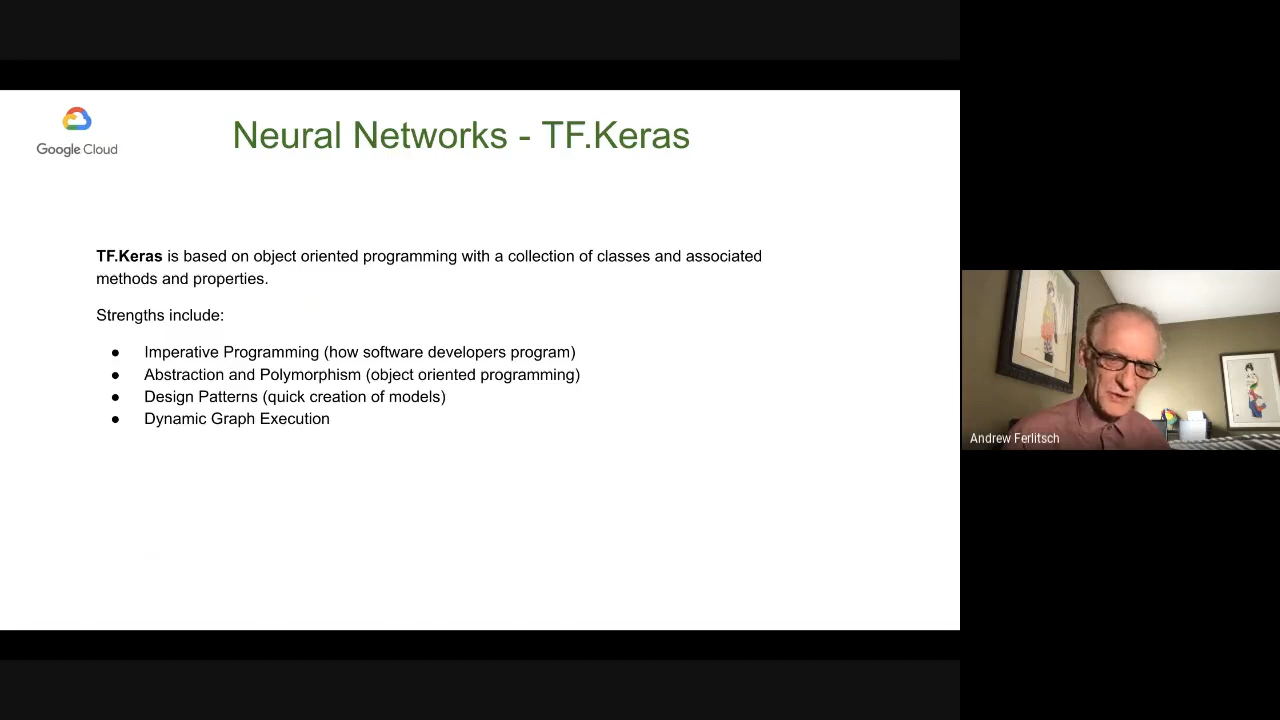 Google Cloud
Neural Networks - TF.Keras
TF.Keras is based on object oriented programming with a collection of classes and associated
methods and properties.
Strengths include:
● Imperative Programming (how software developers program)
● Abstraction and Polymorphism (object oriented programming)
● Design Patterns (quick creation of models)
● Dynamic Graph Execution
Andrew Ferlitsch